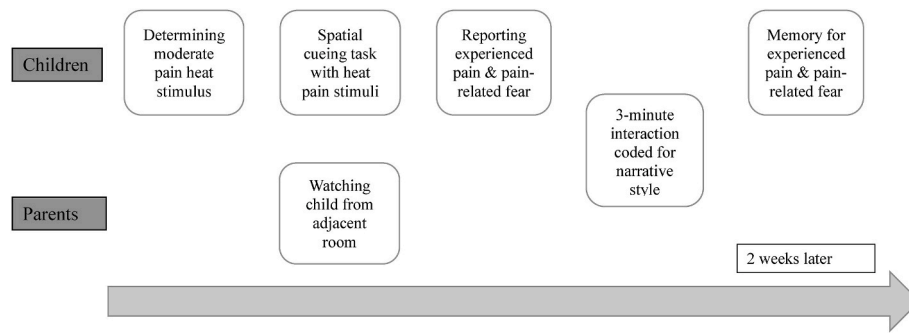 Children
Determining
moderate
pain heat
stimulus
Spatial
cueing task
with heat
pain stimuli
Reporting
experienced
pain & pain-
related fear
Memory for
experienced
pain & pain-
related fear
3-minute
interaction
coded for
narrative
style
Parents
Watching
child from
adjacent
room
2 weeks later